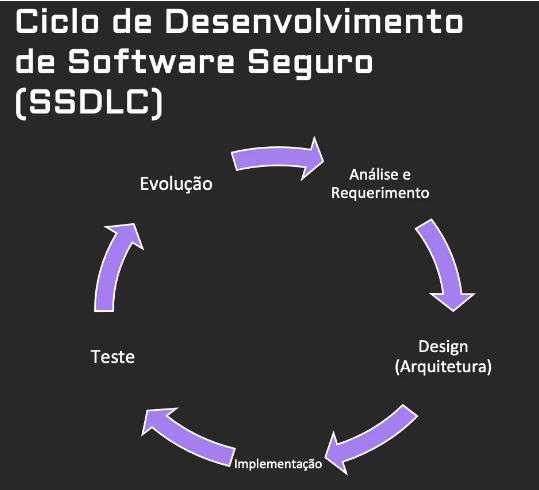 Ciclo de Desenvolvimento
de Software Seguro
(SSDLC)
Evolução
Análise e
Requerimento
Design
(Arquitetura)
Teste
Implementação